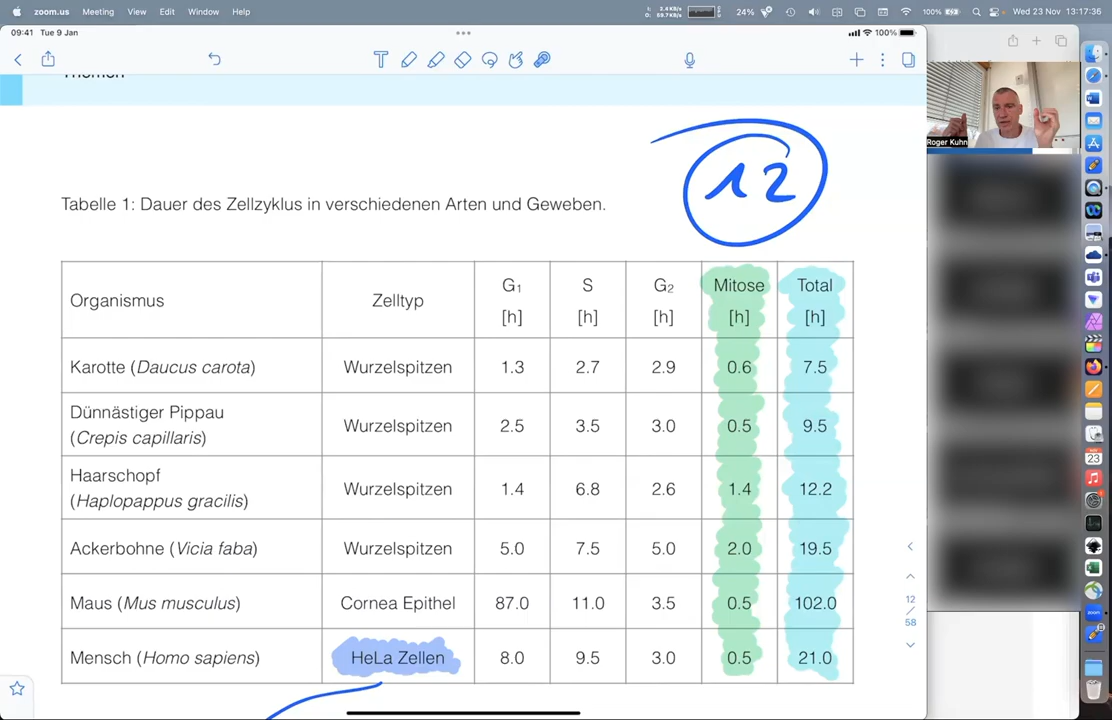 zoom.us Meeting View Edit Window Help
24% 100% Wed 23 Nov 13:17:36
09:41 Tue 9 Jan
100%
Themen
12
Tabelle 1: Dauer des Zellzyklus in verschiedenen Arten und Geweben.
Organismus Zelltyp G₁ [h] S [h] G₂ [h] Mitose [h] Total [h]
Karotte (Daucus carota) Wurzelspitzen 1.3 2.7 2.9 0.6 7.5
Dünnästiger Pippau
(Crepis capillaris) Wurzelspitzen 2.5 3.5 3.0 0.5 9.5
Haarschopf
(Haplopappus gracilis) Wurzelspitzen 1.4 6.8 2.6 1.4 12.2
Ackerbohne (Vicia faba) Wurzelspitzen 5.0 7.5 5.0 2.0 19.5
Maus (Mus musculus) Cornea Epithel 87.0 11.0 3.5 0.5 102.0
Mensch (Homo sapiens) HeLa Zellen 8.0 9.5 3.0 0.5 21.0
12
/
58
Roger Kuhn
NOV
23